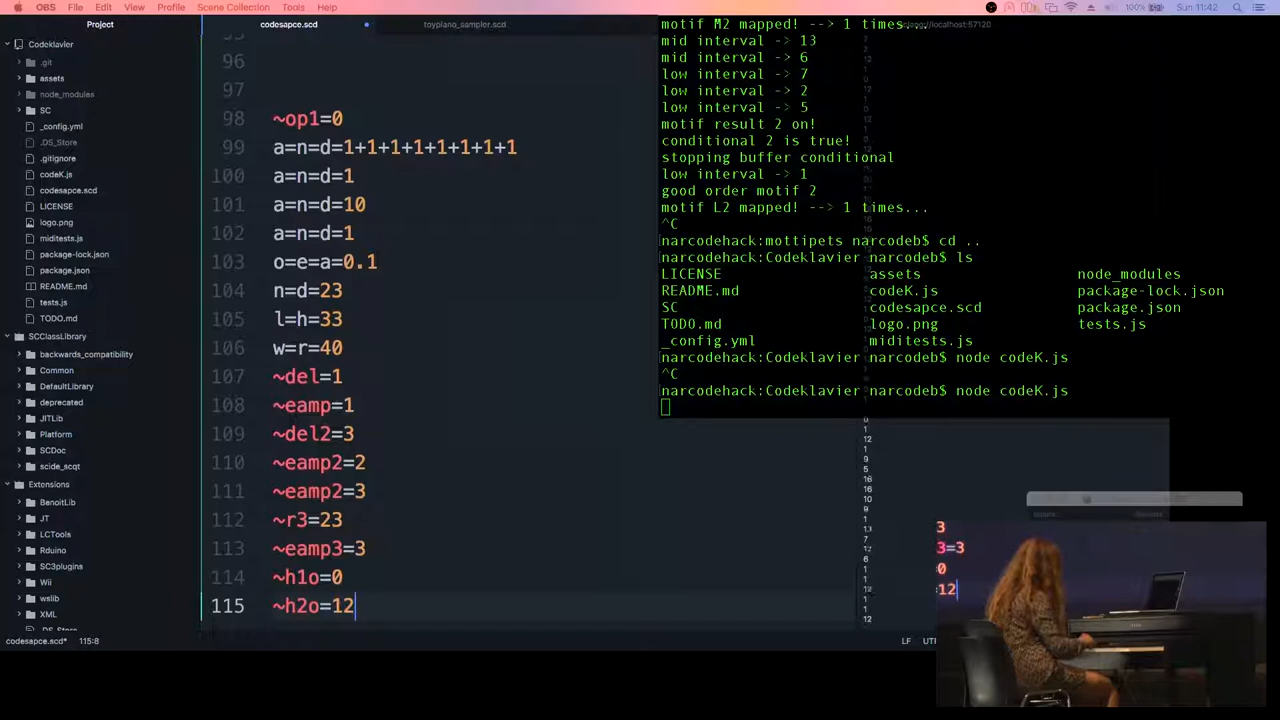 OBS File Edit View Profile Scene Collection Tools Help
100% Sun 11:42
Project
codesapce.scd
toypiano_sampler.scd
Codeklavier
.git
assets
node_modules
SC
_config.yml
.DS_Store
.gitignore
codeK.js
codesapce.scd
LICENSE
logo.png
miditests.js
package-lock.json
package.json
README.md
tests.js
TODO.md
SCClassLibrary
backwards_compatibility
Common
DefaultLibrary
deprecated
JITLib
Platform
SCDoc
scide_scqt
Extensions
BenoitLib
JT
LCTools
Rduino
SC3plugins
Wii
wslib
XML
.DS_Store
96
97
98 ~op1=0
99 a=n=d=1+1+1+1+1+1+1+1
100 a=n=d=1
101 a=n=d=10
102 a=n=d=1
103 o=e=a=0.1
104 n=d=23
105 l=h=33
106 w=r=40
107 ~del=1
108 ~eamp=1
109 ~del2=3
110 ~eamp2=2
111 ~eamp2=3
112 ~r3=23
113 ~eamp3=3
114 ~h1o=0
115 ~h2o=12
codesapce.scd* 115:8
LF UTF
motif M2 mapped! --> 1 times...
mid interval -> 13
mid interval -> 6
low interval -> 7
low interval -> 2
low interval -> 5
motif result 2 on!
conditional 2 is true!
stopping buffer conditional
low interval -> 1
good order motif 2
motif L2 mapped! --> 1 times...
^C
narcodehack:mottipets narcodeb$ cd ..
narcodehack:Codeklavier narcodeb$ ls
LICENSE assets node_modules
README.md codeK.js package-lock.json
SC codesapce.scd package.json
TODO.md logo.png tests.js
_config.yml miditests.js
narcodehack:Codeklavier narcodeb$ node codeK.js
^C
narcodehack:Codeklavier narcodeb$ node codeK.js
3
3=3
=0
=12